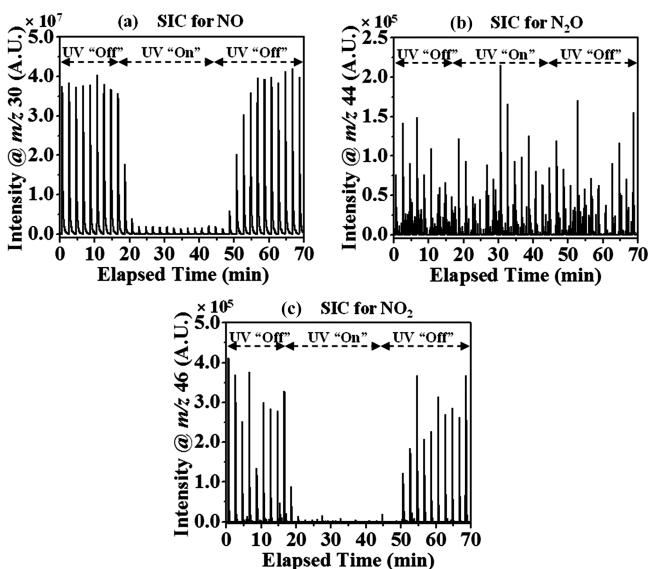 (a) SIC for NO
× 10⁷
UV “Off” UV “On” UV “Off”
Intensity @ m/z 30 (A.U.)
5.0
4.0
3.0
2.0
1.0
0.0
0 10 20 30 40 50 60 70
Elapsed Time (min)
(b) SIC for N₂O
× 10⁵
UV “Off” UV “On” UV “Off”
Intensity @ m/z 44 (A.U.)
2.5
2.0
1.5
1.0
0.5
0.0
0 10 20 30 40 50 60 70
Elapsed Time (min)
(c) SIC for NO₂
× 10⁵
UV “Off” UV “On” UV “Off”
Intensity @ m/z 46 (A.U.)
5.0
4.0
3.0
2.0
1.0
0.0
0 10 20 30 40 50 60 70
Elapsed Time (min)